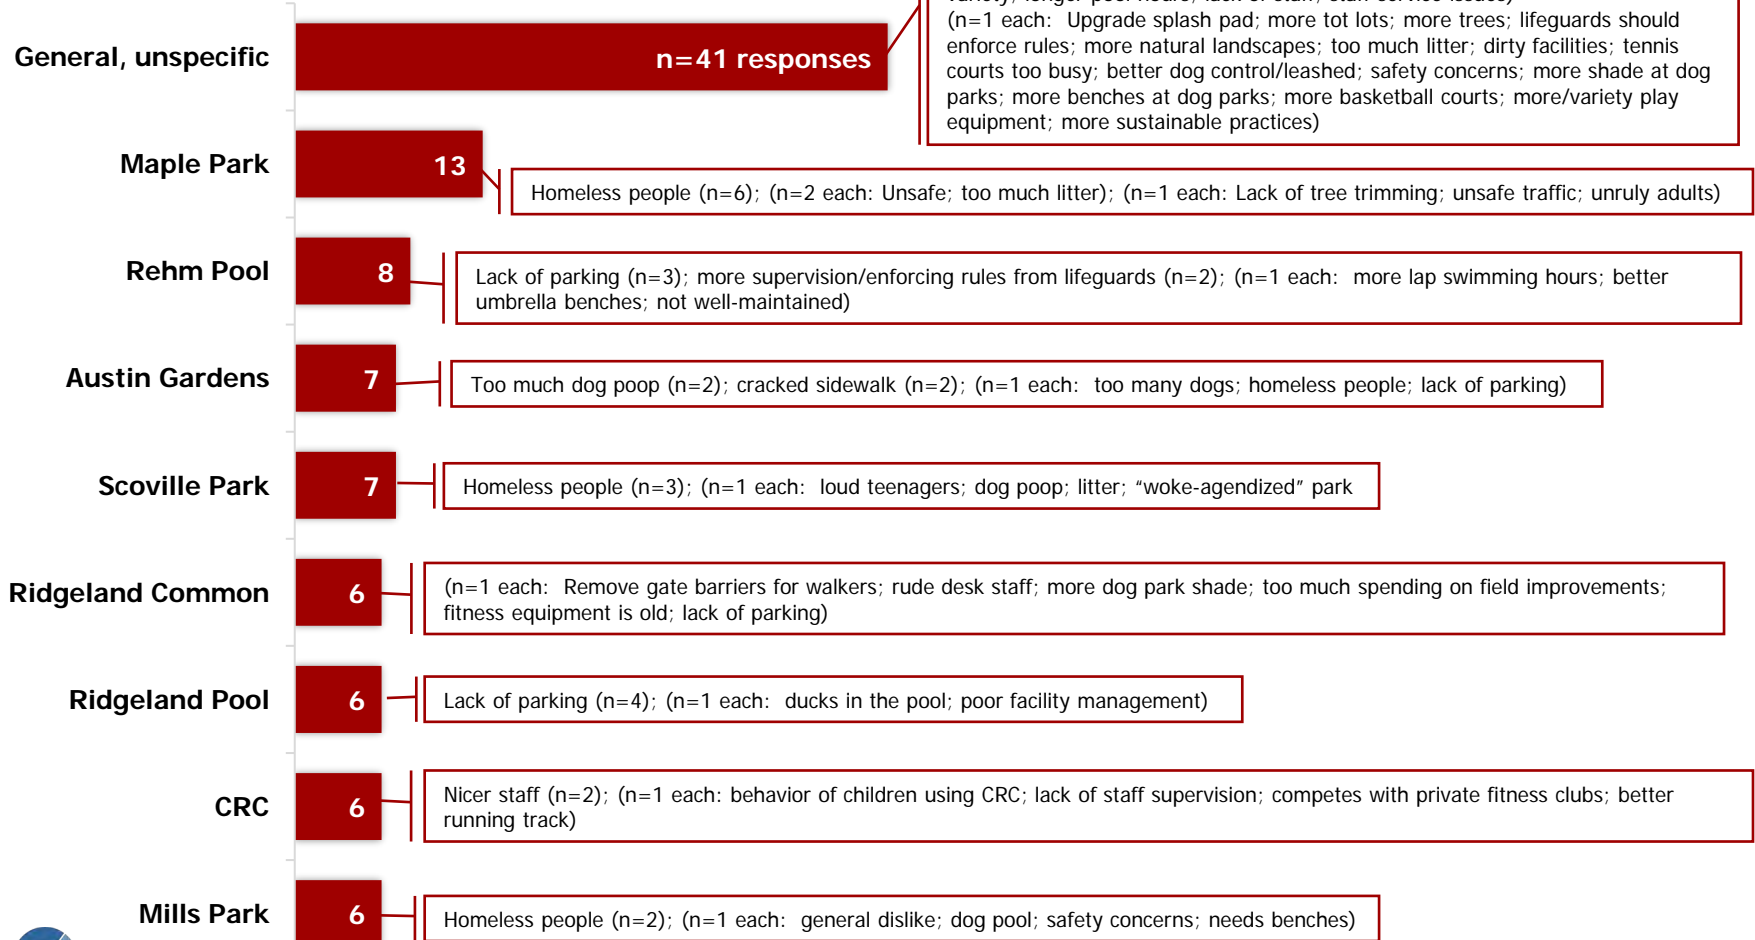 General, unspecific
n=41 responses
(n=1 each: Upgrade splash pad; more tot lots; more trees; lifeguards should
enforce rules; more natural landscapes; too much litter; dirty facilities; tennis
courts too busy; better dog control/leashed; safety concerns; more shade at dog
parks; more benches at dog parks; more basketball courts; more/variety play
equipment; more sustainable practices)
Maple Park
13
Homeless people (n=6); (n=2 each: Unsafe; too much litter); (n=1 each: Lack of tree trimming; unsafe traffic; unruly adults)
Rehm Pool
8
Lack of parking (n=3); more supervision/enforcing rules from lifeguards (n=2); (n=1 each: more lap swimming hours; better
umbrella benches; not well-maintained)
Austin Gardens
7
Too much dog poop (n=2); cracked sidewalk (n=2); (n=1 each: too many dogs; homeless people; lack of parking)
Scoville Park
7
Homeless people (n=3); (n=1 each: loud teenagers; dog poop; litter; “woke-agendized” park
Ridgeland Common
6
(n=1 each: Remove gate barriers for walkers; rude desk staff; more dog park shade; too much spending on field improvements;
fitness equipment is old; lack of parking)
Ridgeland Pool
6
Lack of parking (n=4); (n=1 each: ducks in the pool; poor facility management)
CRC
6
Nicer staff (n=2); (n=1 each: behavior of children using CRC; lack of staff supervision; competes with private fitness clubs; better
running track)
Mills Park
6
Homeless people (n=2); (n=1 each: general dislike; dog pool; safety concerns; needs benches)